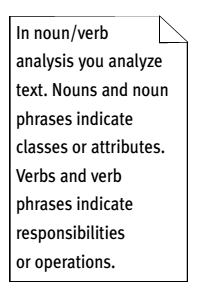 In noun/verb
analysis you analyze
text. Nouns and noun
phrases indicate
classes or attributes.
Verbs and verb
phrases indicate
responsibilities
or operations.